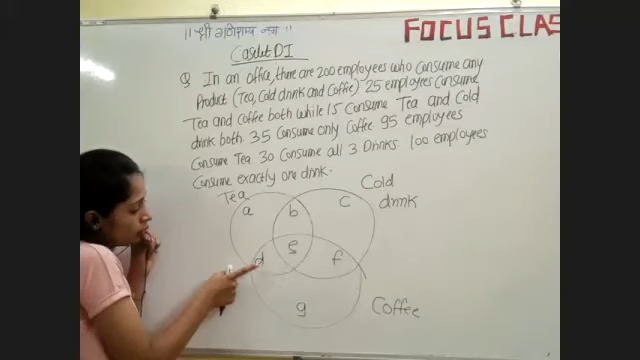 ।। श्री गणेशाय नमः ।।
FOCUS CLAS
Caselet DI
Q In an office, there are 200 employees who consume any
Product (Tea, Cold drink and Coffie) 25 employees Consume
Tea and Coffee both while 15 Consume Tea and Cold
drink both. 35 Consume only Coffee. 95 employees
Consume Tea. 30 Consume all 3 Drinks. 100 employees
Consume exactly one drink.
Tea
Cold
drink
a
b
c
e
d
f
g
Coffee